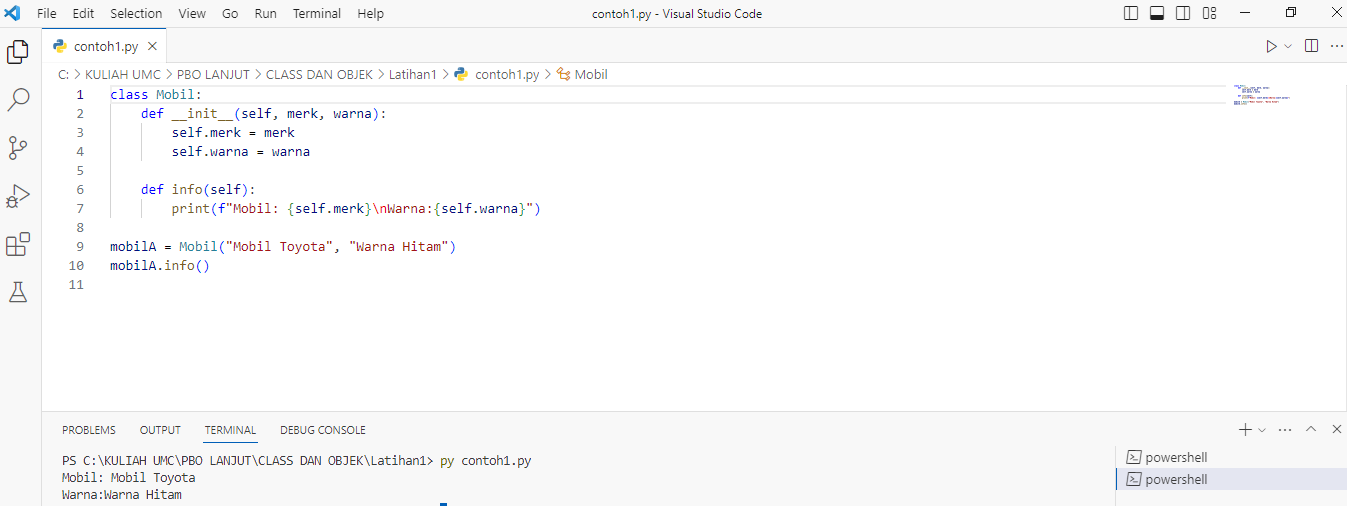 File Edit Selection View Go Run Terminal Help contoh1.py - Visual Studio Code
contoh1.py
C: > KULIAH UMC > PBO LANJUT > CLASS DAN OBJEK > Latihan1 > contoh1.py > Mobil
1 class Mobil:
2 def __init__(self, merk, warna):
3 self.merk = merk
4 self.warna = warna
5
6 def info(self):
7 print(f"Mobil: {self.merk}\nWarna:{self.warna}")
8
9 mobilA = Mobil("Mobil Toyota", "Warna Hitam")
10 mobilA.info()
11
PROBLEMS OUTPUT TERMINAL DEBUG CONSOLE
PS C:\KULIAH UMC\PBO LANJUT\CLASS DAN OBJEK\Latihan1> py contoh1.py
Mobil: Mobil Toyota
Warna:Warna Hitam
powershell
powershell